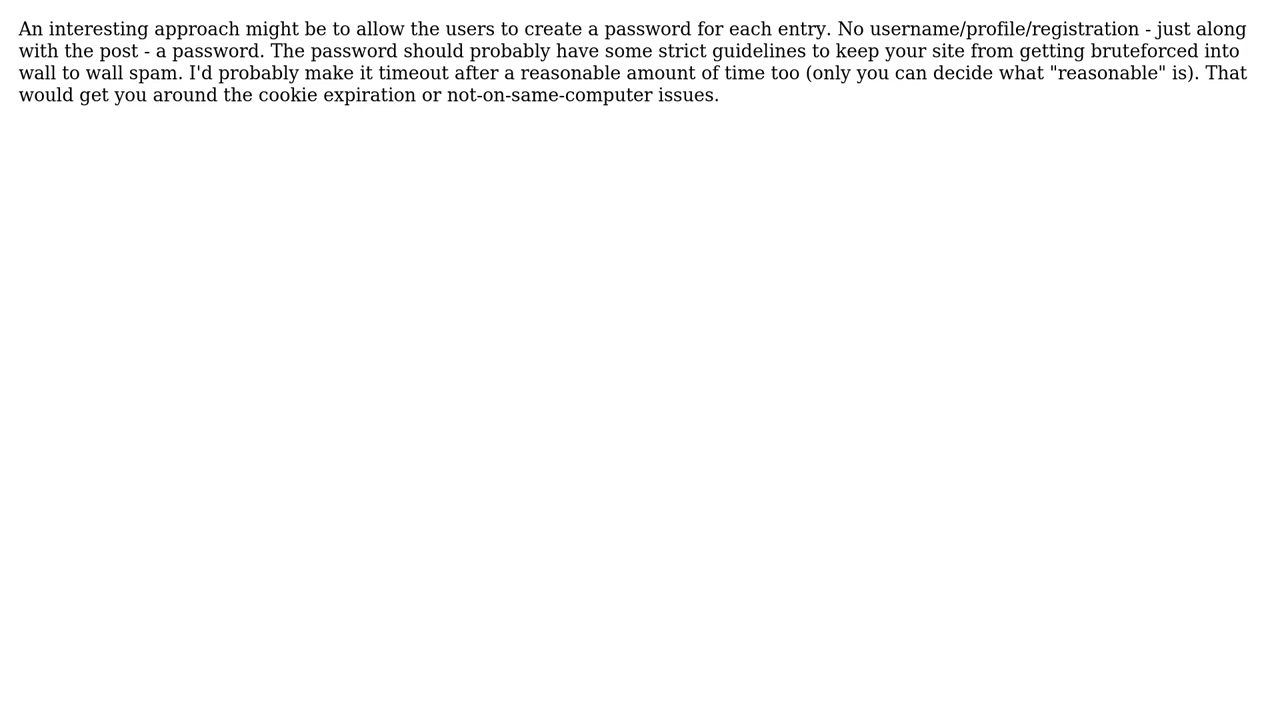 An interesting approach might be to allow the users to create a password for each entry. No username/profile/registration - just along
with the post - a password. The password should probably have some strict guidelines to keep your site from getting bruteforced into
wall to wall spam. I'd probably make it timeout after a reasonable amount of time too (only you can decide what "reasonable" is). That
would get you around the cookie expiration or not-on-same-computer issues.